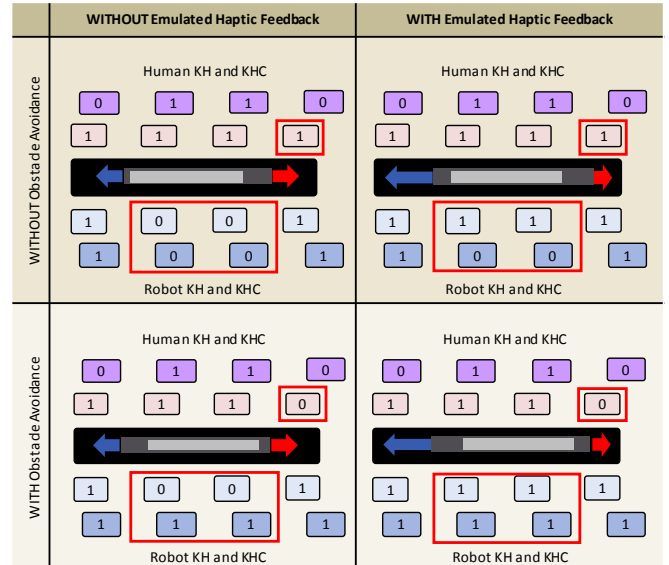 WITHOUT Emulated Haptic Feedback
WITH Emulated Haptic Feedback
WITHOUT Obstade Avoidance
Human KH and KHC
0 1 1 0
1 1 1 1
1 0 0 1
1 0 0 1
Robot KH and KHC
Human KH and KHC
0 1 1 0
1 1 1 1
1 1 1 1
1 0 0 1
Robot KH and KHC
WITH Obstade Avoidance
Human KH and KHC
0 1 1 0
1 1 1 0
1 0 0 1
1 1 1 1
Robot KH and KHC
Human KH and KHC
0 1 1 0
1 1 1 0
1 1 1 1
1 1 1 1
Robot KH and KHC